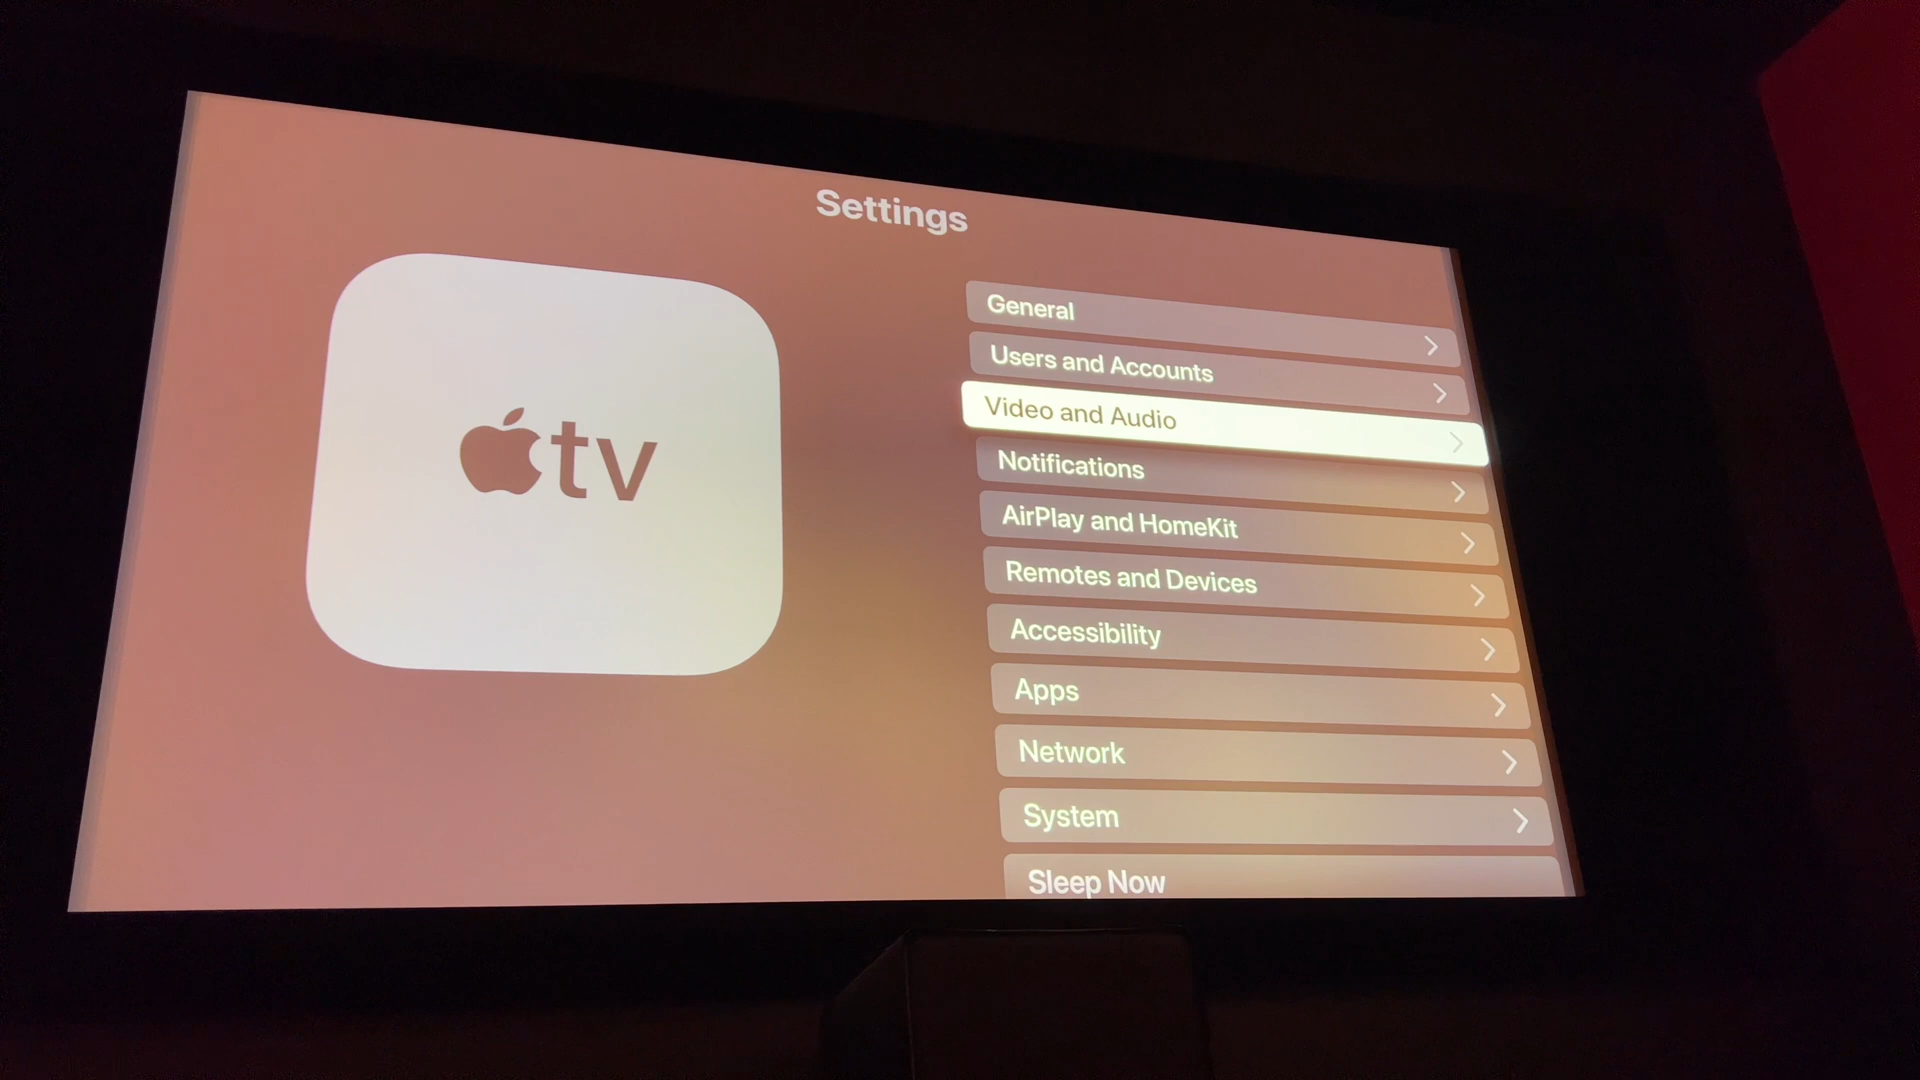 Settings
tv
General
Users and Accounts
Video and Audio
Notifications
AirPlay and HomeKit
Remotes and Devices
Accessibility
Apps
Network
System
Sleep Now